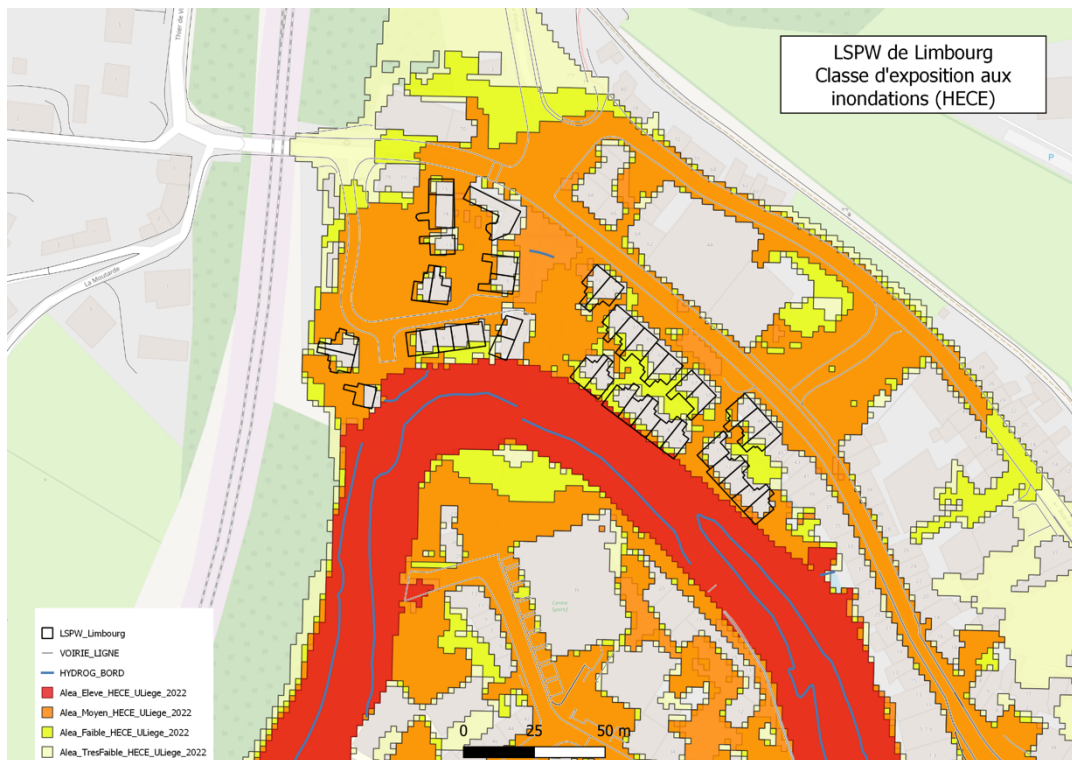 LSPW de Limbourg
Classe d'exposition aux
inondations (HECE)
P
La Moutarde
Centre
Sportif
LSPW_Limbourg
VOIRIE_LIGNE
HYDROG_BORD
Alea_Eleve_HECE_ULiege_2022
Alea_Moyen_HECE_ULiege_2022
Alea_Faible_HECE_ULiege_2022
Alea_TresFaible_HECE_ULiege_2022
0 25 50 m